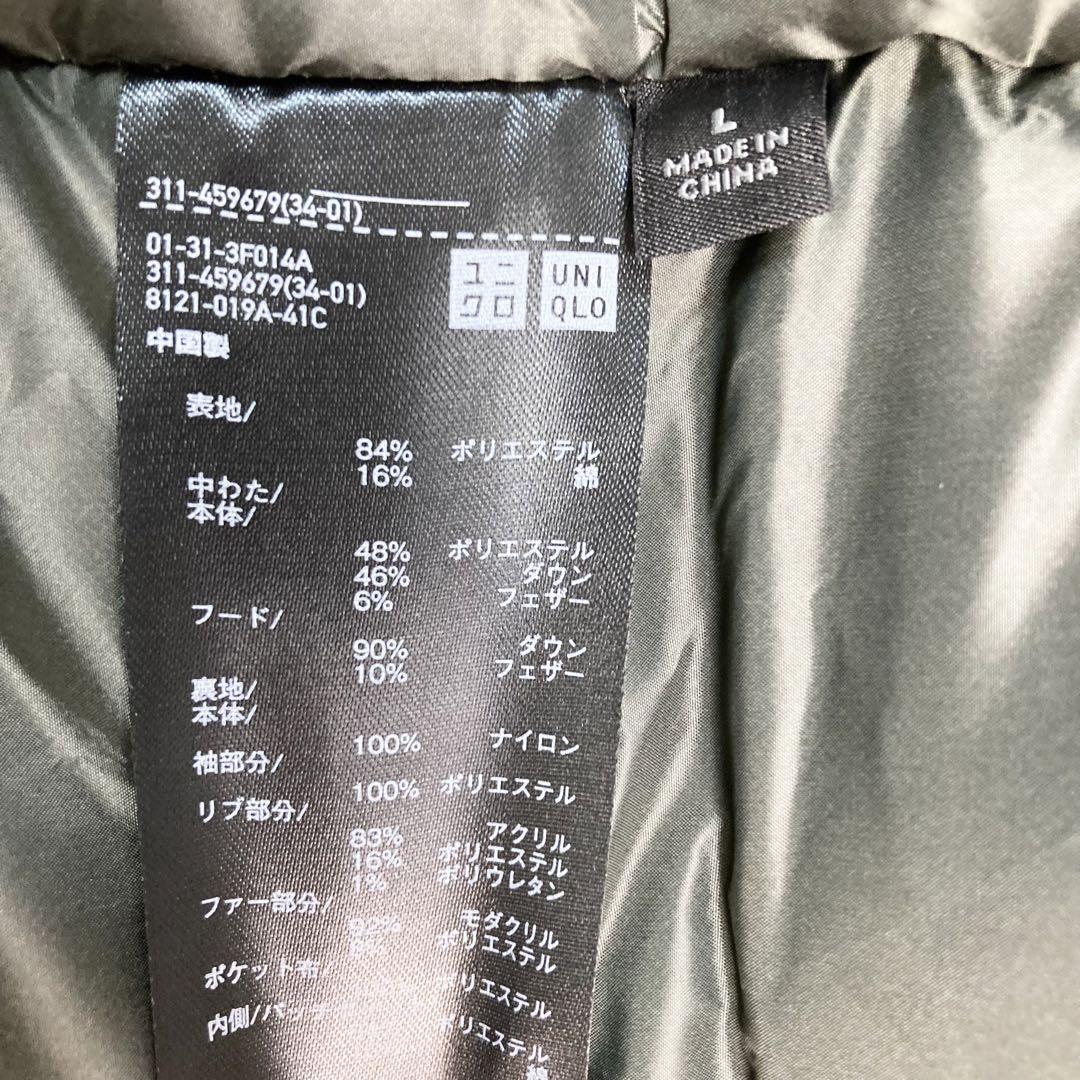 L
MADE IN
CHINA
311-459679(34-01)
01-31-3F014A
311-459679(34-01)
8121-019A-41C
中国製
ユニ
クロ
UNI
QLO
表地/
84% ポリエステル
16% 綿
中わた/
本体/
48% ポリエステル
46% ダウン
6% フェザー
フード/
90% ダウン
10% フェザー
裏地/
本体/
100% ナイロン
袖部分/
100% ポリエステル
リブ部分/
83% アクリル
16% ポリエステル
1% ポリウレタン
ファー部分/
モダクリル
ポリエステル
ポケット布/
ポリエステル
内側/パッチ
ポリエステル
綿